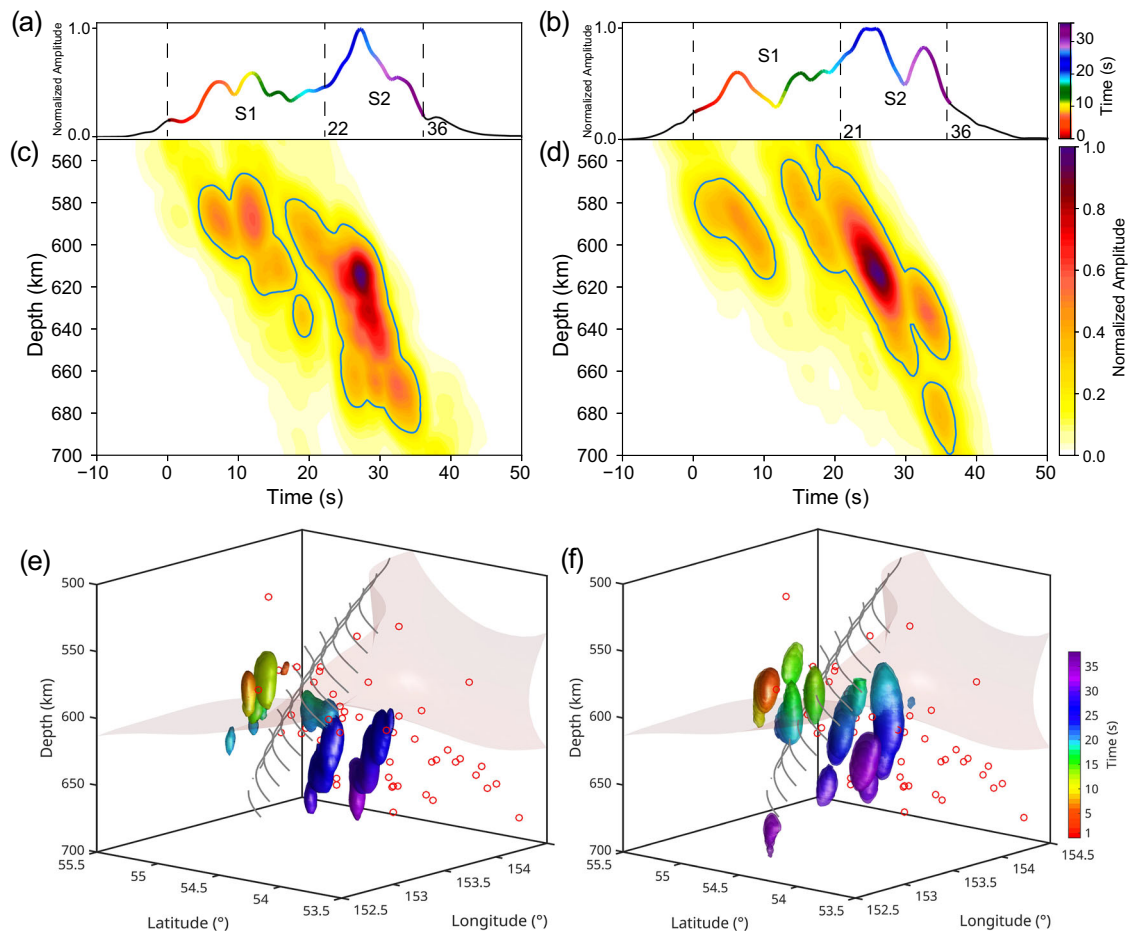 (a)
(b)
Normalized Amplitude
1.0
0.0
S1
S2
22
36
Normalized Amplitude
1.0
0.0
S1
S2
21
36
30
20
10
0
Time (s)
(c)
(d)
Depth (km)
560
580
600
620
640
660
680
700
−10 0 10 20 30 40 50
Time (s)
Depth (km)
560
580
600
620
640
660
680
700
−10 0 10 20 30 40 50
Time (s)
1.0
0.8
0.6
0.4
0.2
0.0
Normalized Amplitude
(e)
(f)
Depth (km)
500
550
600
650
700
55.5
55
54.5
54
53.5
Latitude (°)
152.5
153
153.5
154
Longitude (°)
Depth (km)
500
550
600
650
700
55.5
55
54.5
54
53.5
Latitude (°)
152.5
153
153.5
154
154.5
Longitude (°)
35
30
25
20
15
10
5
1
Time (s)